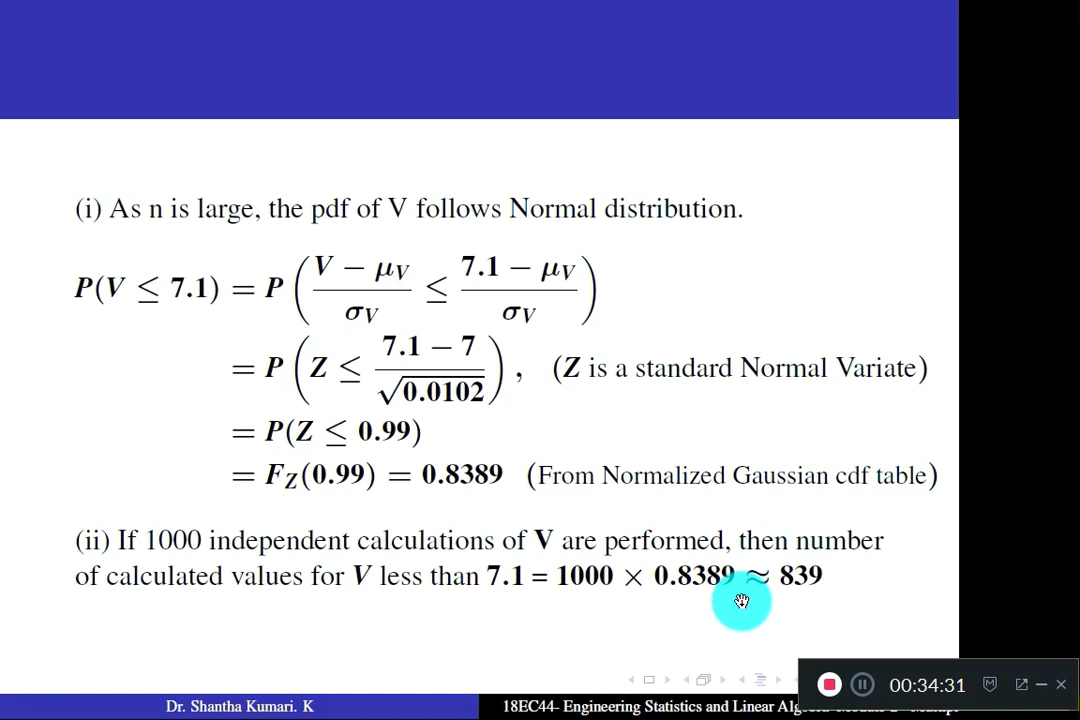 (i) As n is large, the pdf of V follows Normal distribution.
P(V ≤ 7.1) = P( (V − μ_V)/σ_V ≤ (7.1 − μ_V)/σ_V )
= P( Z ≤ (7.1 − 7)/√0.0102 ), (Z is a standard Normal Variate)
= P(Z ≤ 0.99)
= F_Z(0.99) = 0.8389 (From Normalized Gaussian cdf table)
(ii) If 1000 independent calculations of V are performed, then number
of calculated values for V less than 7.1 = 1000 × 0.8389 ≈ 839
00:34:31
Dr. Shantha Kumari. K
18EC44- Engineering Statistics and Linear